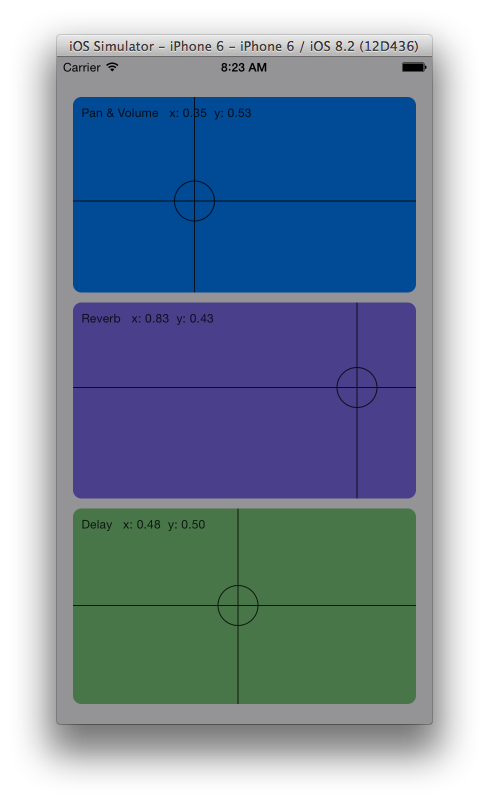 iOS Simulator - iPhone 6 - iPhone 6 / iOS 8.2 (12D436)
Carrier 8:23 AM
Pan & Volume x: 0.35 y: 0.53
Reverb x: 0.83 y: 0.43
Delay x: 0.48 y: 0.50